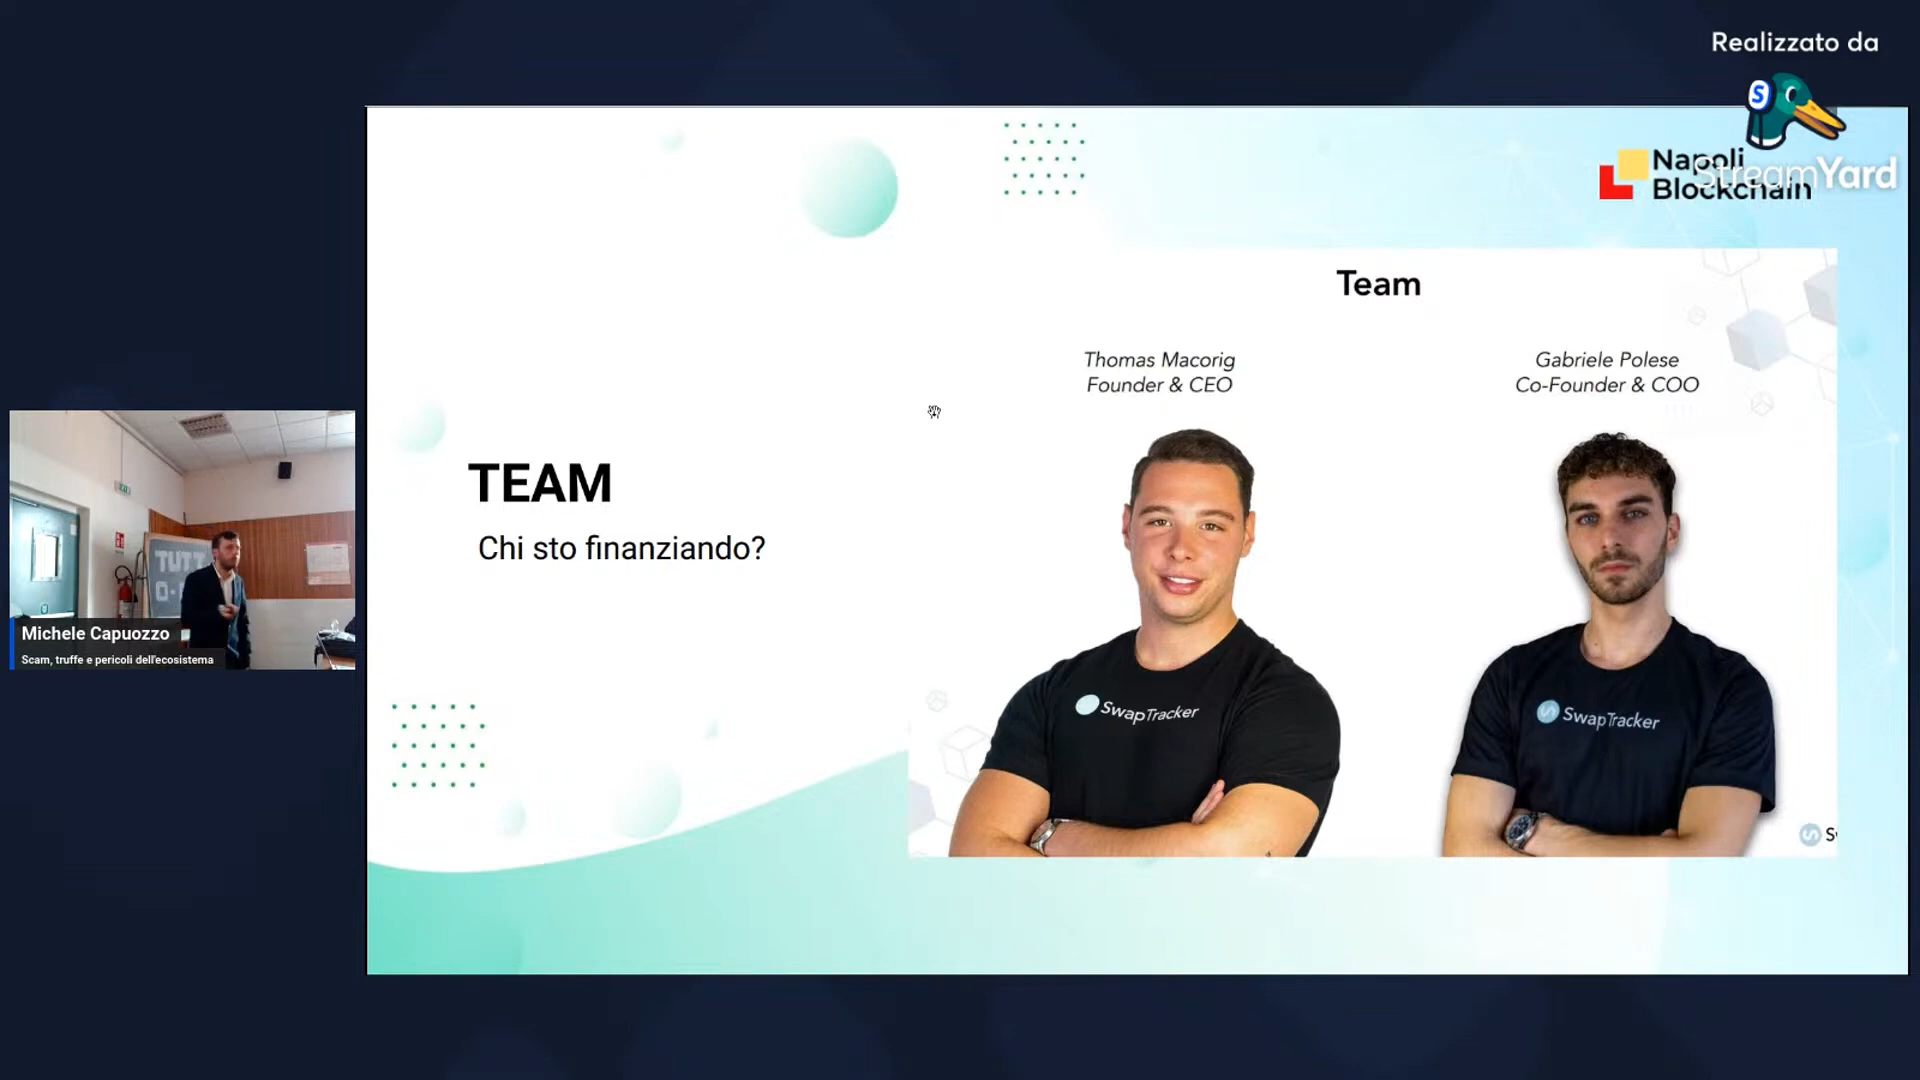 Realizzato da
StreamYard
Napoli
Blockchain
Team
Thomas Macorig
Founder & CEO
Gabriele Polese
Co-Founder & COO
TEAM
Chi sto finanziando?
SwapTracker
SwapTracker
TUTT
O-
Michele Capuozzo
Scam, truffe e pericoli dell'ecosistema